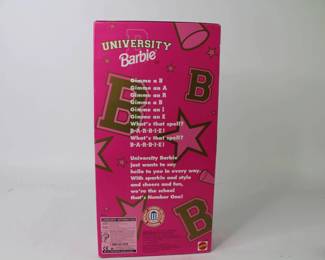 UNIVERSITY
Barbie
B
B
B
Gimme a B
Gimme an A
Gimme an R
Gimme a B
Gimme an I
Gimme an E
What's that spell?
B-A-R-B-I-E!
What's that spell?
B-A-R-B-I-E!
University Barbie
just wants to say
hello to you in every way.
With sparkle and style
and cheers and fun,
we're the school
that's Number One!
B
MATTEL